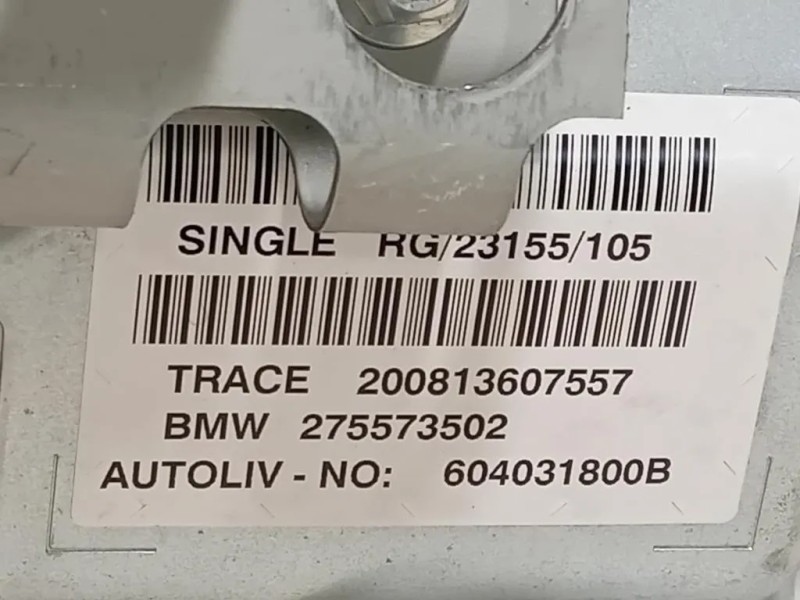 SINGLE RG/23155/105
TRACE 200813607557
BMW 275573502
AUTOLIV - NO: 604031800B